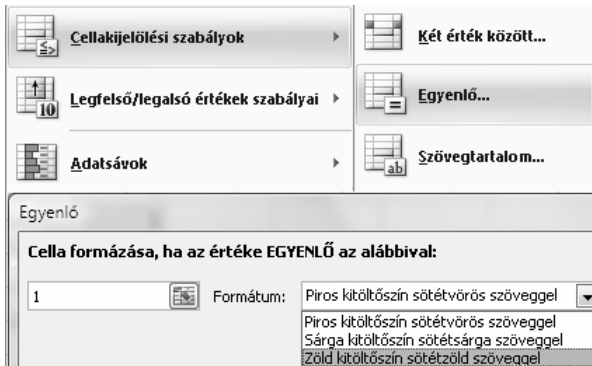 Cellakijelölési szabályok
Két érték között...
Legfelső/legalsó értékek szabályai
Egyenlő...
Adatsávok
Szövegtartalom...
Egyenlő
Cella formázása, ha az értéke EGYENLŐ az alábbival:
1 Formátum: Piros kitöltőszín sötétvörös szöveggel
Piros kitöltőszín sötétvörös szöveggel
Sárga kitöltőszín sötétsárga szöveggel
Zöld kitöltőszín sötétzöld szöveggel